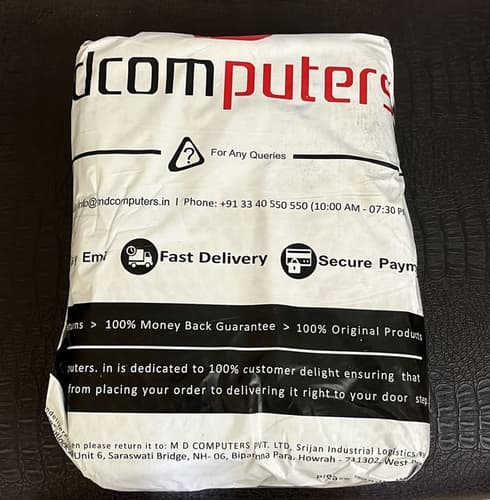 dcomputers
?
For Any Queries
info@mdcomputers.in | Phone: +91 33 40 550 550 (10:00 AM - 07:30 P
y Emi Fast Delivery Secure Paym
turns > 100% Money Back Guarantee > 100% Original Products
puters. in is dedicated to 100% customer delight ensuring that
from placing your order to delivering it right to your door step.
en please return it to: M D COMPUTERS PVT. LTD, Srijan Industrial Logistics
Unit 6, Saraswati Bridge, NH- 06, Biparnna Para, Howrah - 711302, West